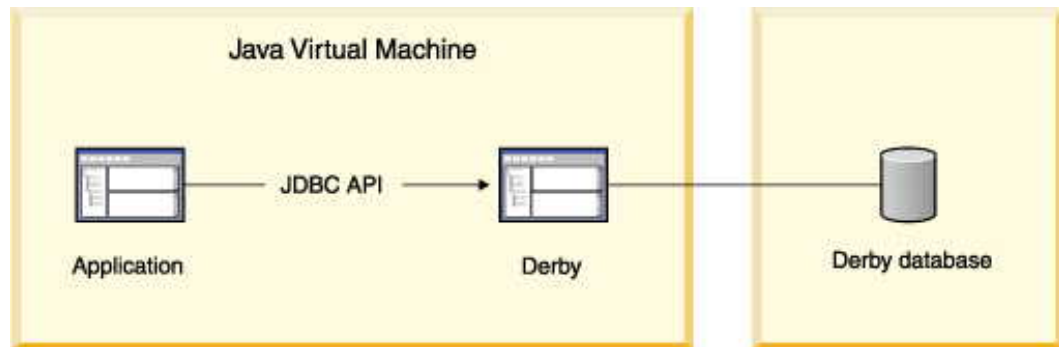 Java Virtual Machine
JDBC API
Application
Derby
Derby database